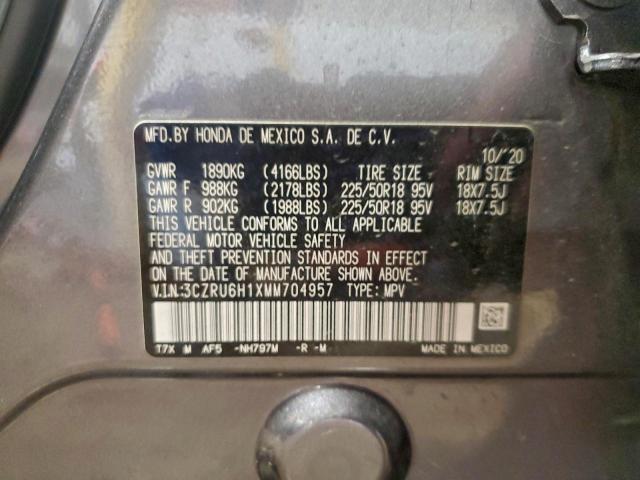 MFD.BY HONDA DE MEXICO S.A. DE C.V.
10/'20
GVWR 1890KG (4166LBS) TIRE SIZE RIM SIZE
GAWR F 988KG (2178LBS) 225/50R18 95V 18X7.5J
GAWR R 902KG (1988LBS) 225/50R18 95V 18X7.5J
THIS VEHICLE CONFORMS TO ALL APPLICABLE
FEDERAL MOTOR VEHICLE SAFETY
AND THEFT PREVENTION STANDARDS IN EFFECT
ON THE DATE OF MANUFACTURE SHOWN ABOVE.
V.I.N.:3CZRU6H1XMM704957 TYPE: MPV
T7X M AF5 -NH797M -R -M
MADE IN MEXICO